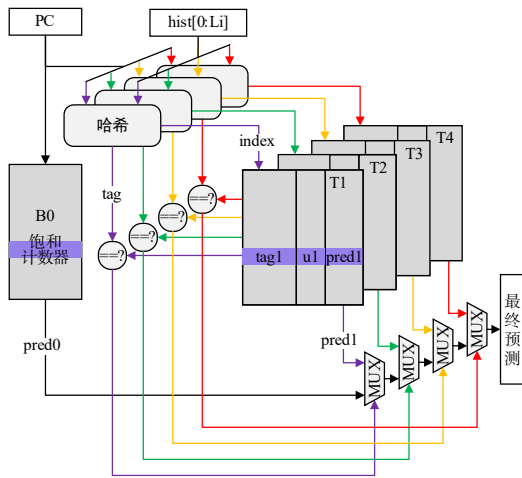 PC
hist[0:Li]
哈希
index
T4
T3
T2
T1
tag
==?
==?
==?
==?
B0
饱和
计数器
tag1
u1
pred1
pred0
pred1
MUX
MUX
MUX
MUX
最
终
预
测